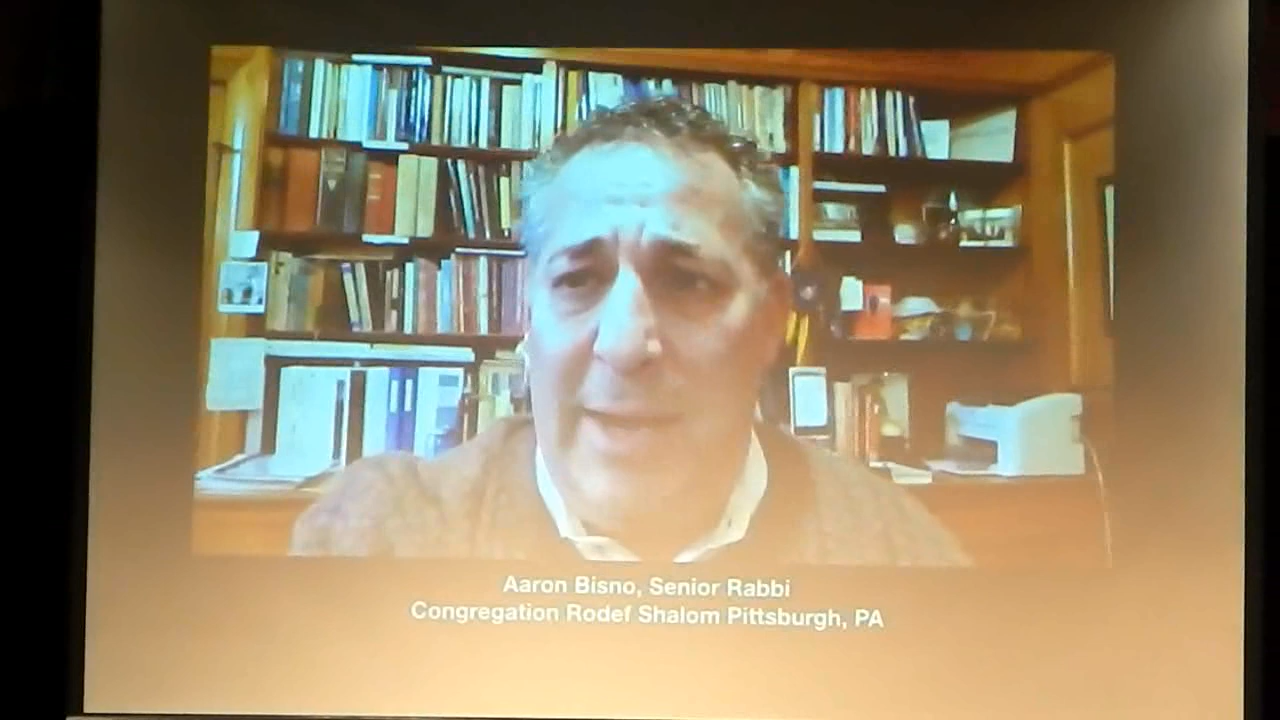 Aaron Bisno, Senior Rabbi
Congregation Rodef Shalom Pittsburgh, PA